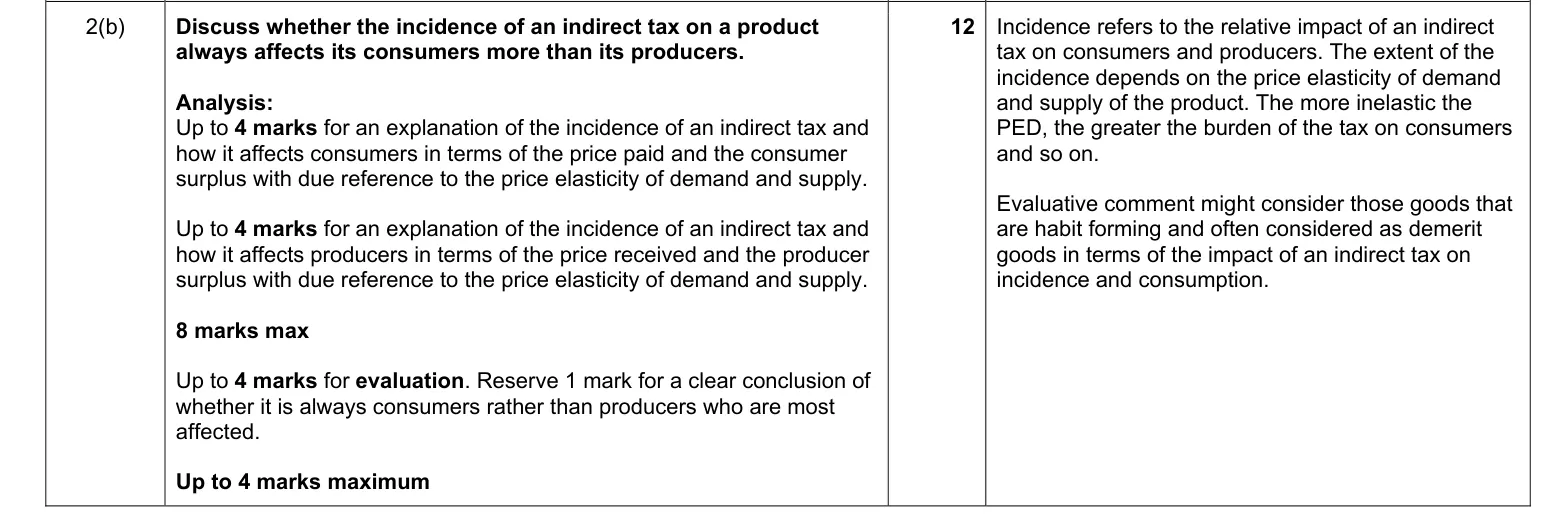 2(b)
Discuss whether the incidence of an indirect tax on a product
always affects its consumers more than its producers.
Analysis:
Up to 4 marks for an explanation of the incidence of an indirect tax and
how it affects consumers in terms of the price paid and the consumer
surplus with due reference to the price elasticity of demand and supply.
Up to 4 marks for an explanation of the incidence of an indirect tax and
how it affects producers in terms of the price received and the producer
surplus with due reference to the price elasticity of demand and supply.
8 marks max
Up to 4 marks for evaluation. Reserve 1 mark for a clear conclusion of
whether it is always consumers rather than producers who are most
affected.
Up to 4 marks maximum
12
Incidence refers to the relative impact of an indirect
tax on consumers and producers. The extent of the
incidence depends on the price elasticity of demand
and supply of the product. The more inelastic the
PED, the greater the burden of the tax on consumers
and so on.
Evaluative comment might consider those goods that
are habit forming and often considered as demerit
goods in terms of the impact of an indirect tax on
incidence and consumption.